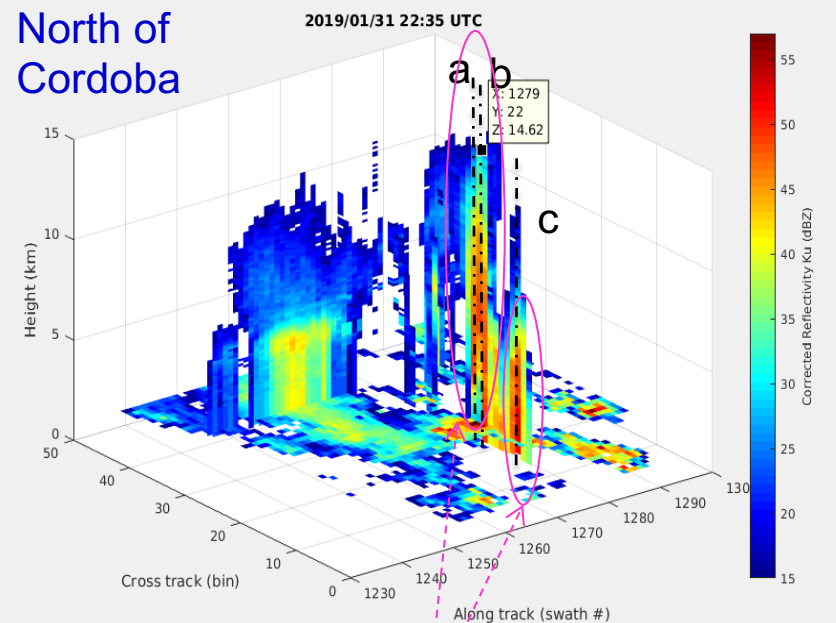 North of
Cordoba
2019/01/31 22:35 UTC
a
b
X: 1279
Y: 22
Z: 14.62
c
15
10
5
0
Height (km)
50
40
30
20
10
0
Cross track (bin)
1230
1240
1250
1260
1270
1280
1290
130
Along track (swath #)
55
50
45
40
35
30
25
20
15
Corrected Reflectivity Ku (dBZ)